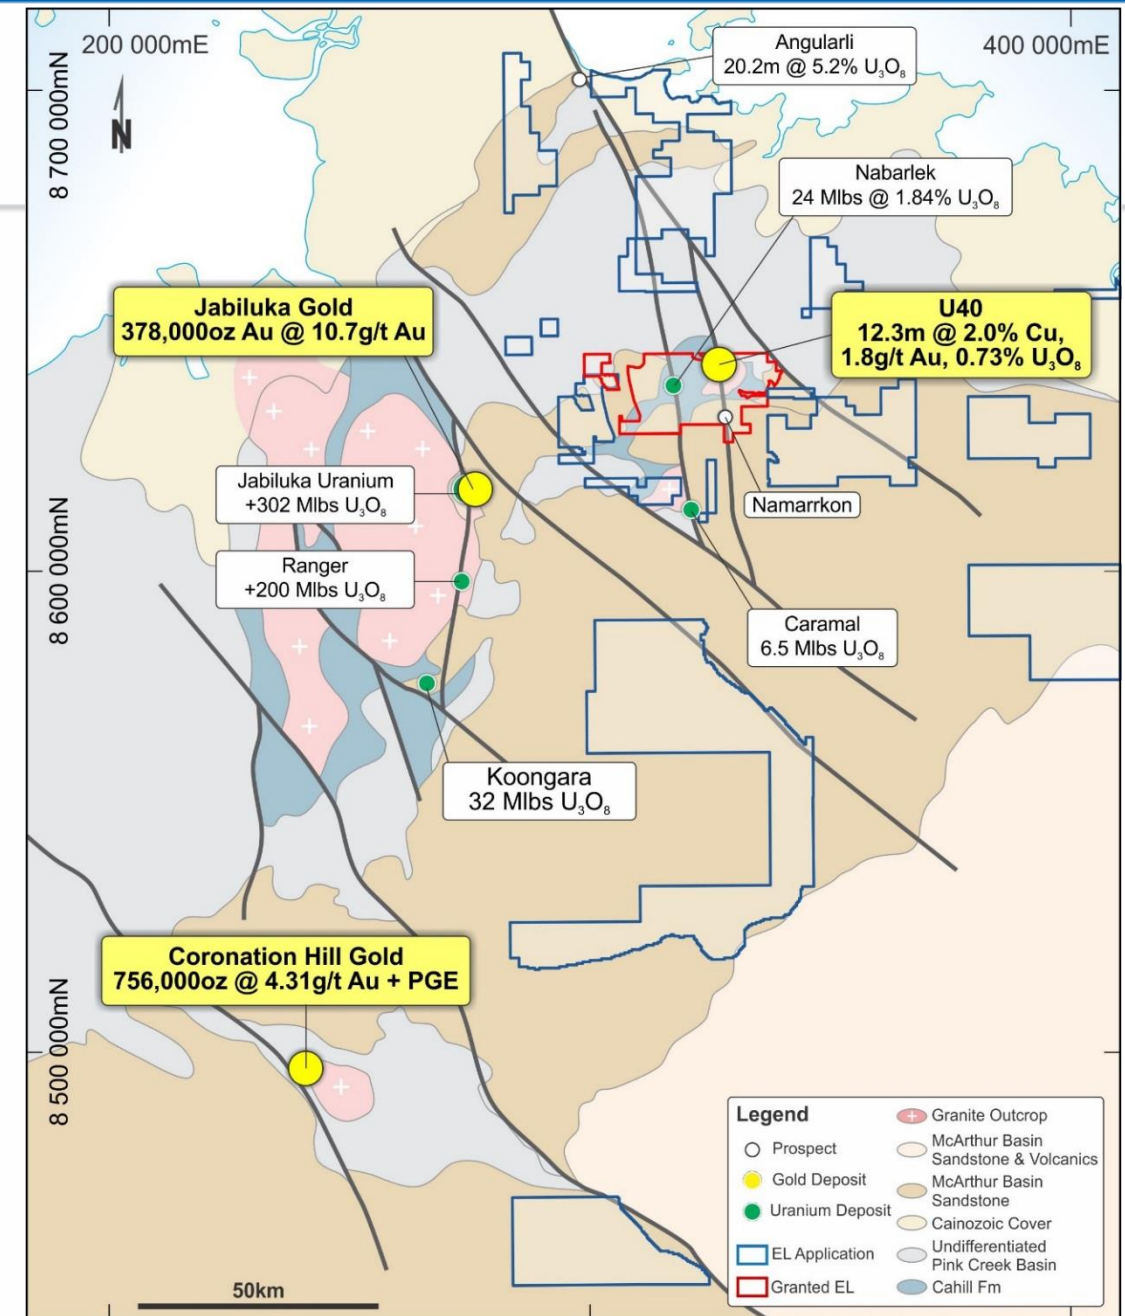 200 000mE
400 000mE
8 700 000mN
8 600 000mN
8 500 000mN
N
Angularli
20.2m @ 5.2% U₃O₈
Nabarlek
24 Mlbs @ 1.84% U₃O₈
Jabiluka Gold
378,000oz Au @ 10.7g/t Au
U40
12.3m @ 2.0% Cu,
1.8g/t Au, 0.73% U₃O₈
Jabiluka Uranium
+302 Mlbs U₃O₈
Namarrkon
Ranger
+200 Mlbs U₃O₈
Caramal
6.5 Mlbs U₃O₈
Koongara
32 Mlbs U₃O₈
Coronation Hill Gold
756,000oz @ 4.31g/t Au + PGE
Legend
Prospect
Gold Deposit
Uranium Deposit
EL Application
Granted EL
Granite Outcrop
McArthur Basin
Sandstone & Volcanics
McArthur Basin
Sandstone
Cainozoic Cover
Undifferentiated
Pink Creek Basin
Cahill Fm
50km